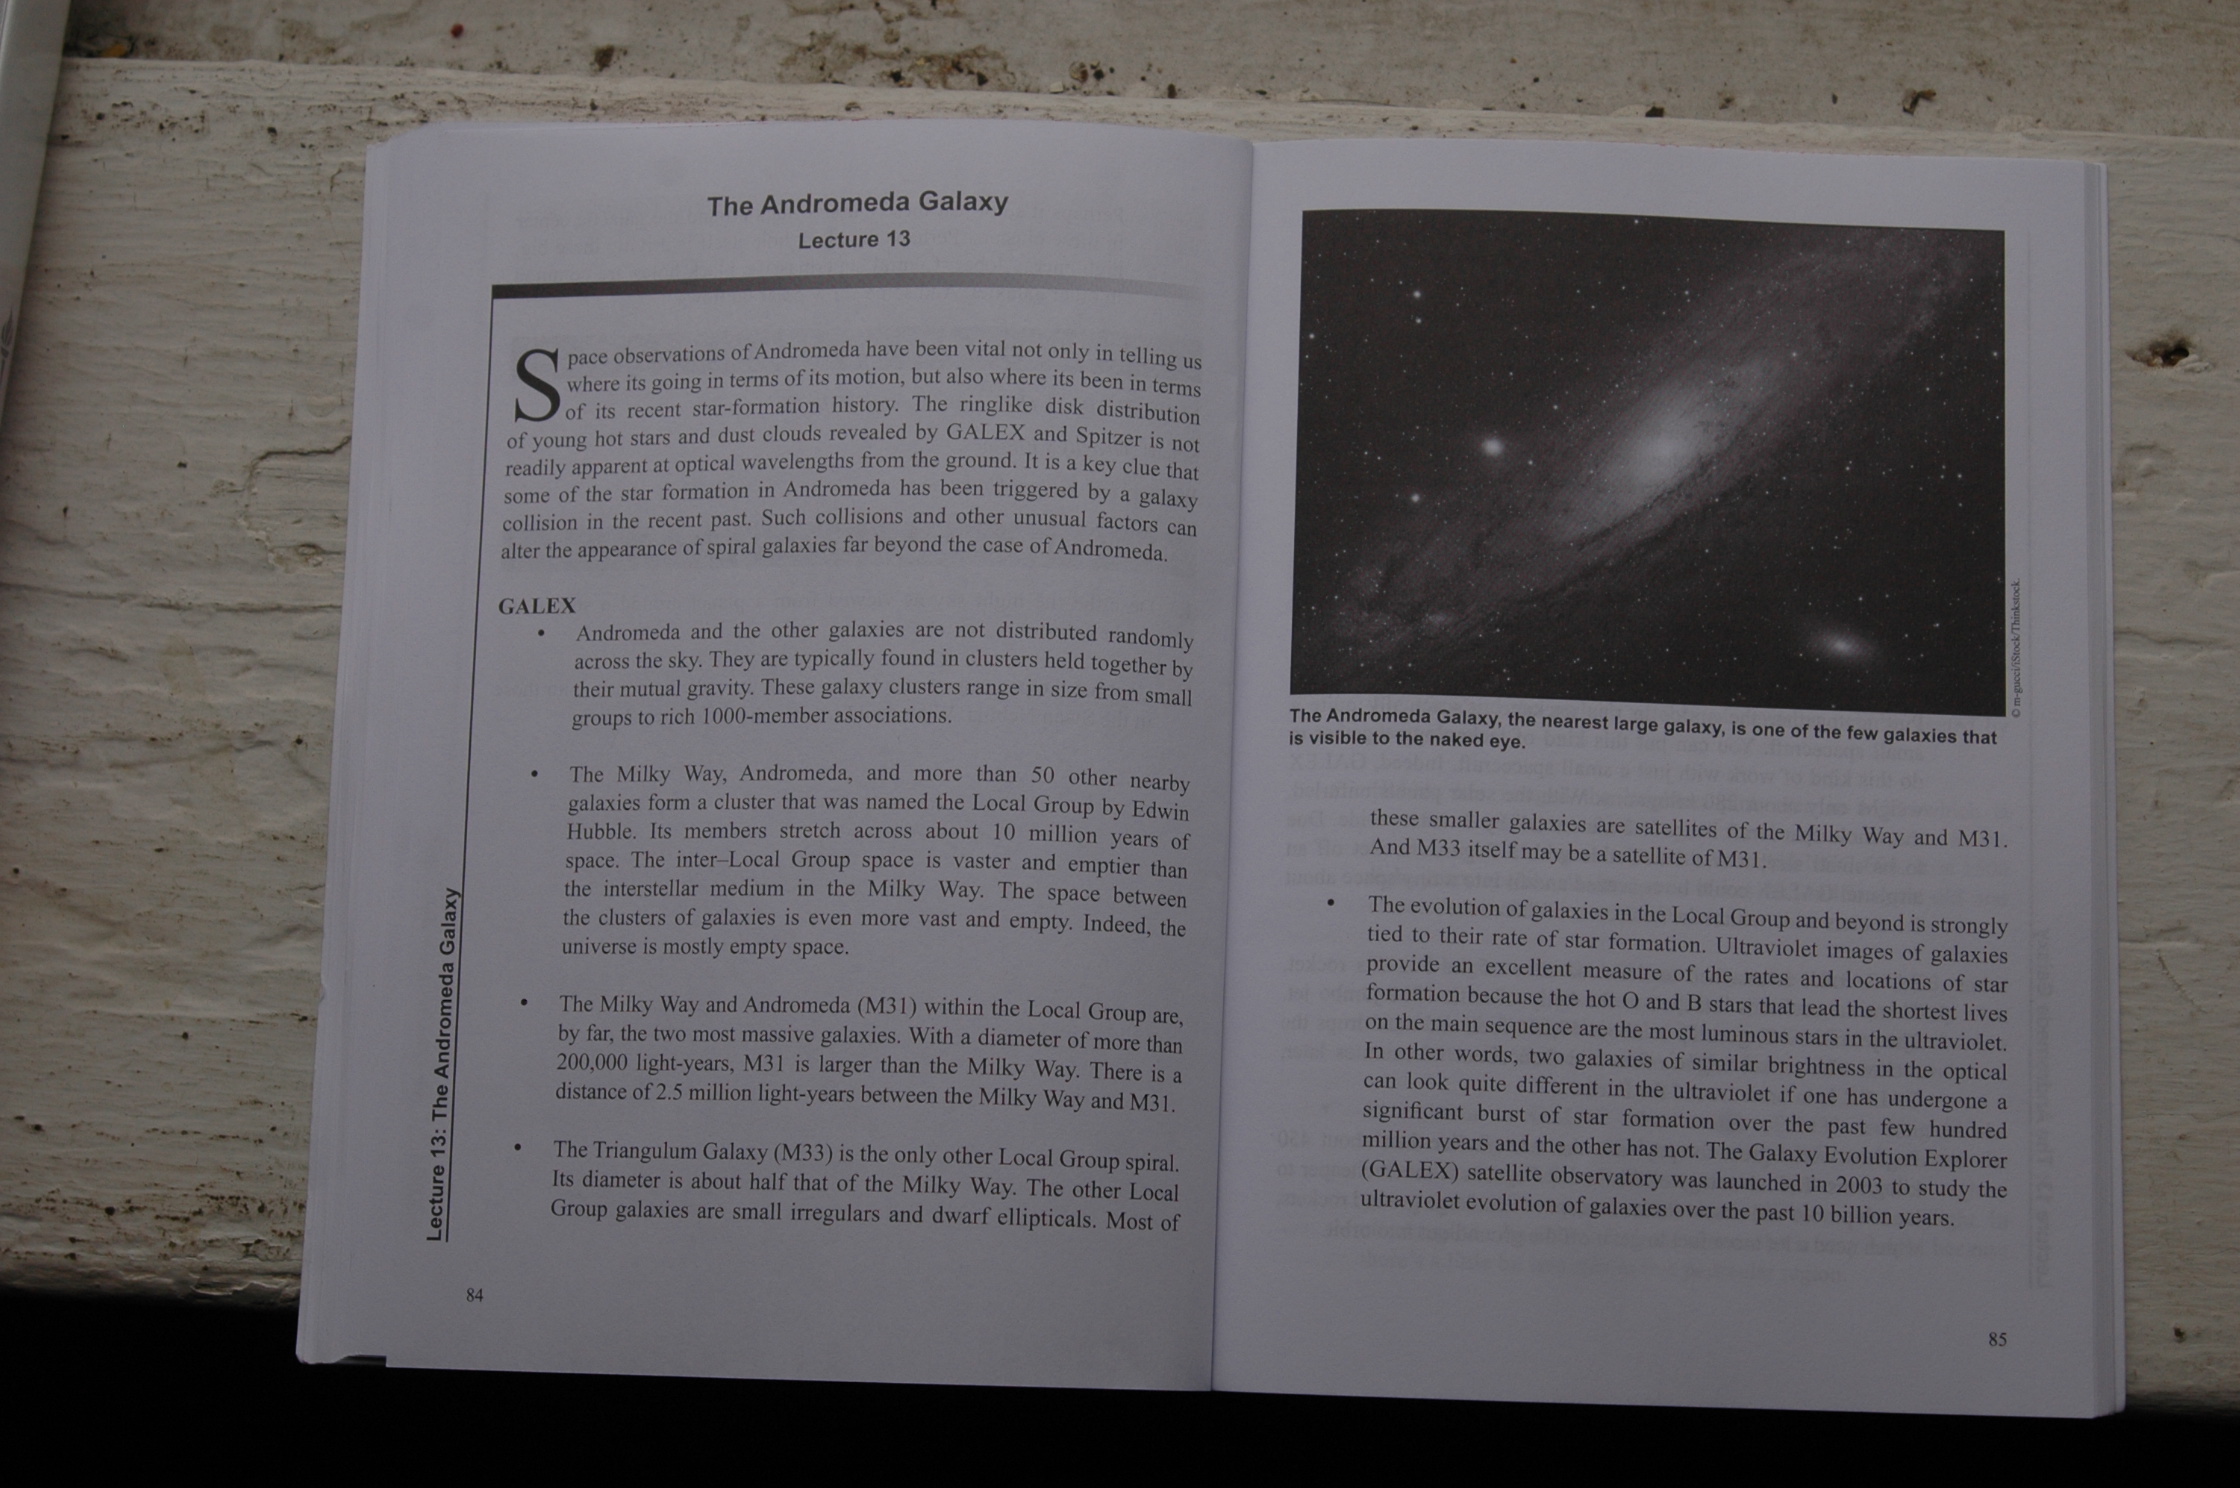 The Andromeda Galaxy
Lecture 13
Space observations of Andromeda have been vital not only in telling us
where its going in terms of its motion, but also where its been in terms
of its recent star-formation history. The ringlike disk distribution
of young hot stars and dust clouds revealed by GALEX and Spitzer is not
readily apparent at optical wavelengths from the ground. It is a key clue that
some of the star formation in Andromeda has been triggered by a galaxy
collision in the recent past. Such collisions and other unusual factors can
alter the appearance of spiral galaxies far beyond the case of Andromeda.
GALEX
• Andromeda and the other galaxies are not distributed randomly
across the sky. They are typically found in clusters held together by
their mutual gravity. These galaxy clusters range in size from small
groups to rich 1000-member associations.
• The Milky Way, Andromeda, and more than 50 other nearby
galaxies form a cluster that was named the Local Group by Edwin
Hubble. Its members stretch across about 10 million years of
space. The inter–Local Group space is vaster and emptier than
the interstellar medium in the Milky Way. The space between
the clusters of galaxies is even more vast and empty. Indeed, the
universe is mostly empty space.
• The Milky Way and Andromeda (M31) within the Local Group are,
by far, the two most massive galaxies. With a diameter of more than
200,000 light-years, M31 is larger than the Milky Way. There is a
distance of 2.5 million light-years between the Milky Way and M31.
• The Triangulum Galaxy (M33) is the only other Local Group spiral.
Its diameter is about half that of the Milky Way. The other Local
Group galaxies are small irregulars and dwarf ellipticals. Most of
Lecture 13: The Andromeda Galaxy
84
© m-gucci/iStock/Thinkstock.
The Andromeda Galaxy, the nearest large galaxy, is one of the few galaxies that
is visible to the naked eye.
these smaller galaxies are satellites of the Milky Way and M31.
And M33 itself may be a satellite of M31.
• The evolution of galaxies in the Local Group and beyond is strongly
tied to their rate of star formation. Ultraviolet images of galaxies
provide an excellent measure of the rates and locations of star
formation because the hot O and B stars that lead the shortest lives
on the main sequence are the most luminous stars in the ultraviolet.
In other words, two galaxies of similar brightness in the optical
can look quite different in the ultraviolet if one has undergone a
significant burst of star formation over the past few hundred
million years and the other has not. The Galaxy Evolution Explorer
(GALEX) satellite observatory was launched in 2003 to study the
ultraviolet evolution of galaxies over the past 10 billion years.
85